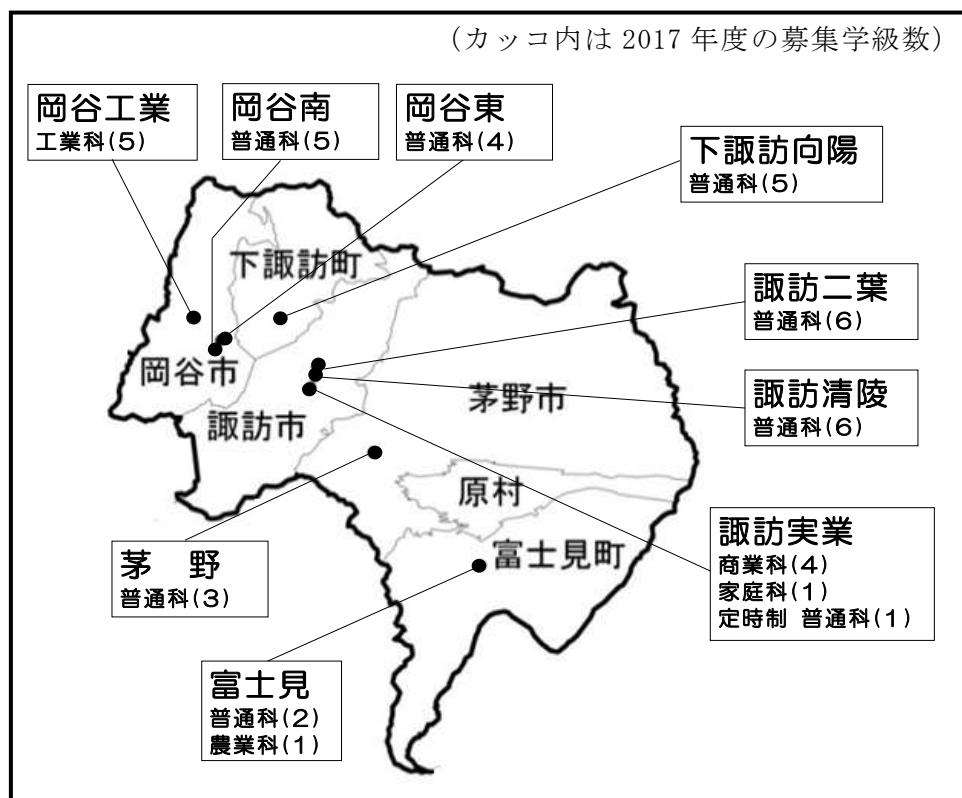 (カッコ内は 2017 年度の募集学級数)
岡谷工業
工業科(5)
岡谷南
普通科(5)
岡谷東
普通科(4)
下諏訪向陽
普通科(5)
下諏訪町
諏訪二葉
普通科(6)
岡谷市
諏訪市
茅野市
諏訪清陵
普通科(6)
原村
諏訪実業
商業科(4)
家庭科(1)
定時制 普通科(1)
茅 野
普通科(3)
富士見町
富士見
普通科(2)
農業科(1)